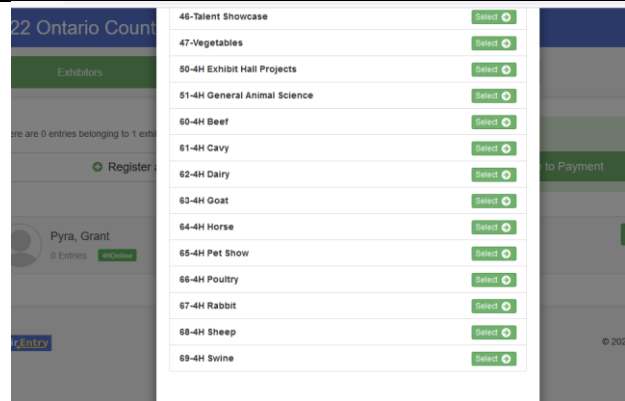 22 Ontario Count
Exhibitors
ere are 0 entries belonging to 1 exhi
Register a
to Payment
Pyra, Grant
0 Entries 4HOnline
irEntry
© 202
46-Talent Showcase Select
47-Vegetables Select
50-4H Exhibit Hall Projects Select
51-4H General Animal Science Select
60-4H Beef Select
61-4H Cavy Select
62-4H Dairy Select
63-4H Goat Select
64-4H Horse Select
65-4H Pet Show Select
66-4H Poultry Select
67-4H Rabbit Select
68-4H Sheep Select
69-4H Swine Select